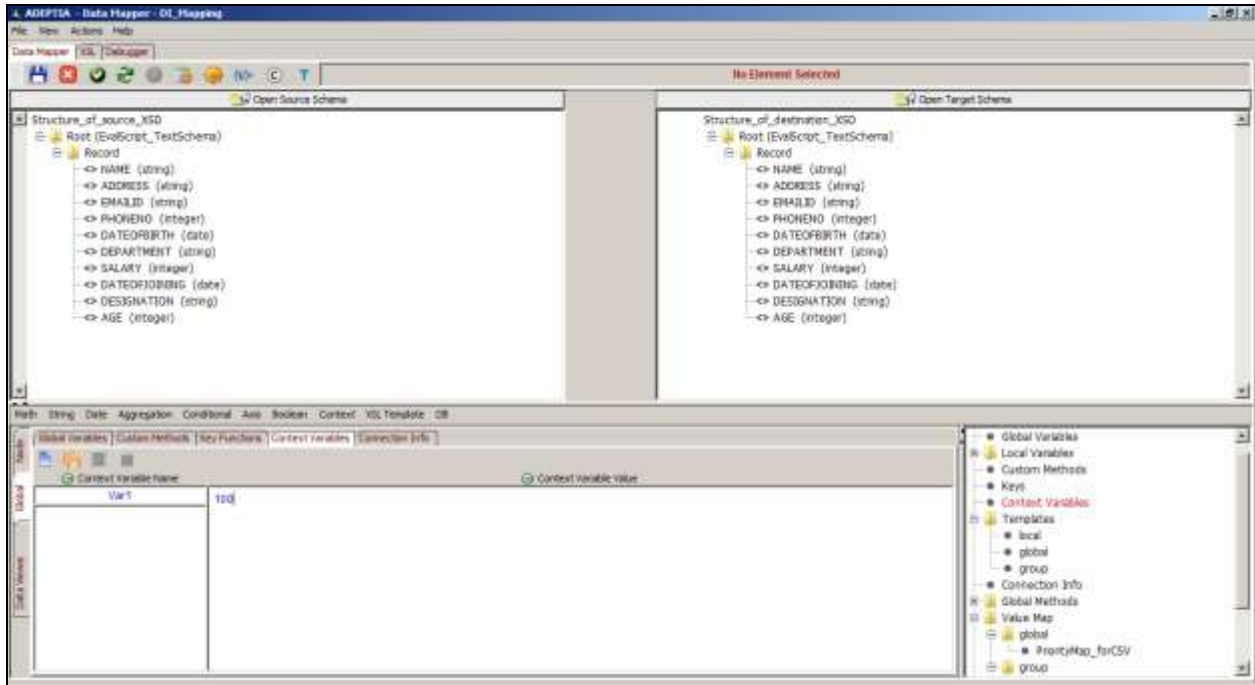 ADEPTIA - Data Mapper - DI_Mapping
File View Actions Help
Data Mapper XSL Debugger
No Element Selected
Open Source Schema Open Target Schema
Structure_of_source_XSD
Root (EvalScript_TextSchema)
Record
<> NAME (string)
<> ADDRESS (string)
<> EMAILID (string)
<> PHONENO (integer)
<> DATEOFBIRTH (date)
<> DEPARTMENT (string)
<> SALARY (integer)
<> DATEOFJOINING (date)
<> DESIGNATION (string)
<> AGE (integer)
Structure_of_destination_XSD
Root (EvalScript_TextSchema)
Record
<> NAME (string)
<> ADDRESS (string)
<> EMAILID (string)
<> PHONENO (integer)
<> DATEOFBIRTH (date)
<> DEPARTMENT (string)
<> SALARY (integer)
<> DATEOFJOINING (date)
<> DESIGNATION (string)
<> AGE (integer)
Math String Date Aggregation Conditional Axis Boolean Context XSL Template DB
Node
Global
Data Viewer
Global Variables Custom Methods Key Functions Context Variables Connection Info
Context Variable Name Context Variable Value
Var1 100
Global Variables
Local Variables
Custom Methods
Keys
Context Variables
Templates
local
global
group
Connection Info
Global Methods
Value Map
global
PriorityMap_forCSV
group